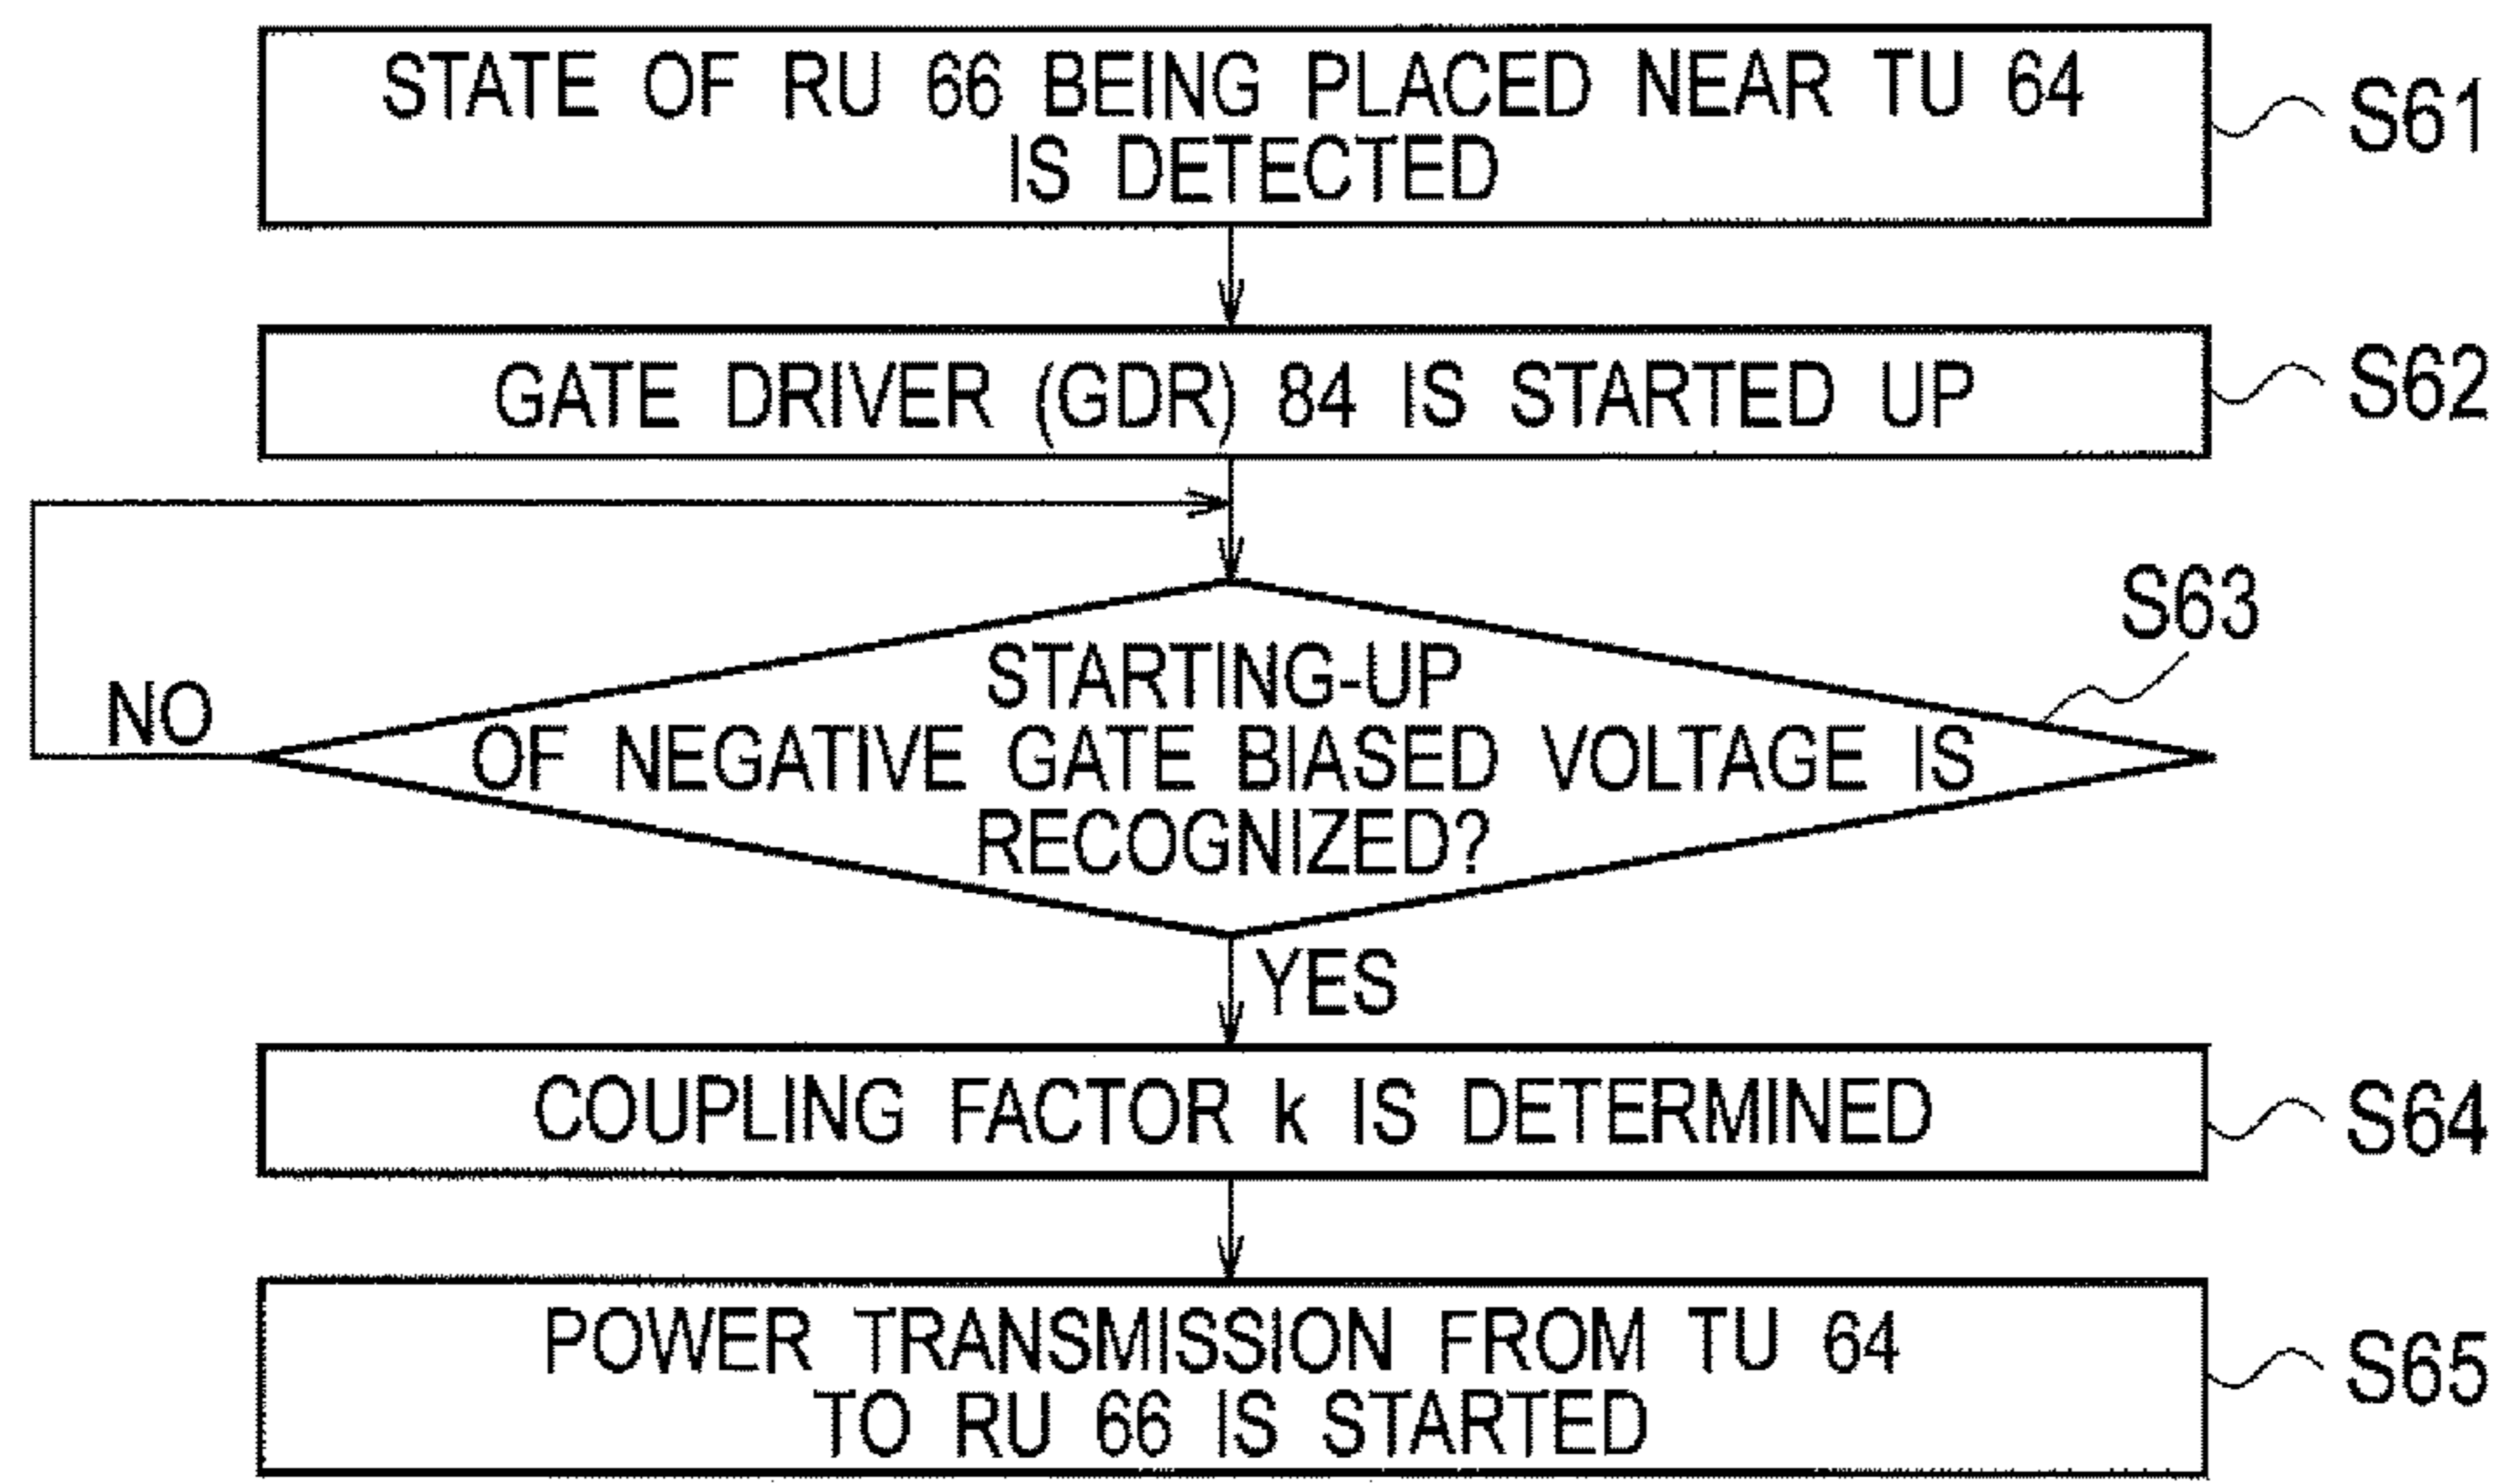 STATE OF RU 66 BEING PLACED NEAR TU 64
IS DETECTED
S61
GATE DRIVER (GDR) 84 IS STARTED UP
S62
S63
STARTING-UP
OF NEGATIVE GATE BIASED VOLTAGE IS
RECOGNIZED?
NO
YES
COUPLING FACTOR k IS DETERMINED
S64
POWER TRANSMISSION FROM TU 64
TO RU 66 IS STARTED
S65